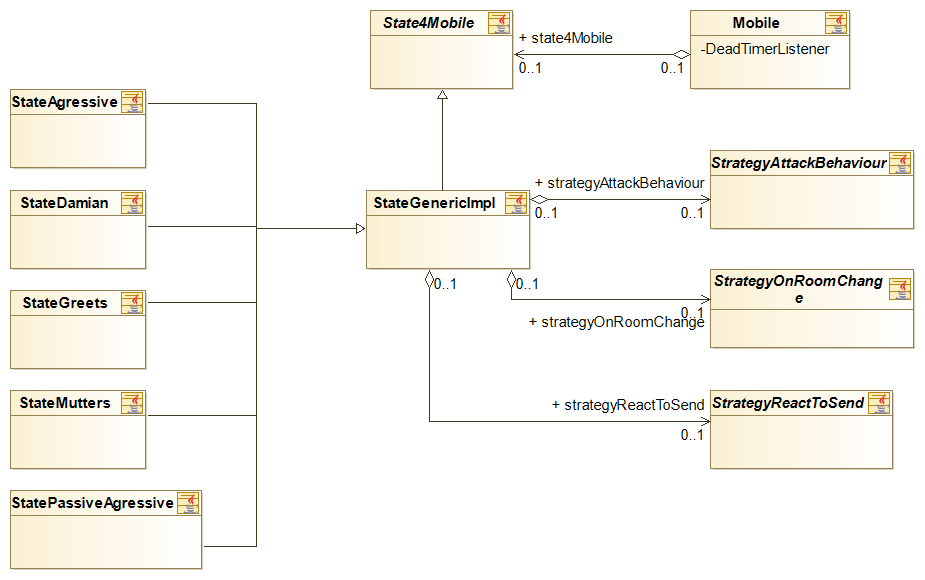 State4Mobile
Mobile
-DeadTimerListener
+ state4Mobile
0..1
0..1
StateAgressive
StateDamian
StateGreets
StateMutters
StatePassiveAgressive
StateGenericImpl
+ strategyAttackBehaviour
0..1
0..1
StrategyAttackBehaviour
0..1
0..1
StrategyOnRoomChang
e
0..1
+ strategyOnRoomChange
+ strategyReactToSend
0..1
StrategyReactToSend